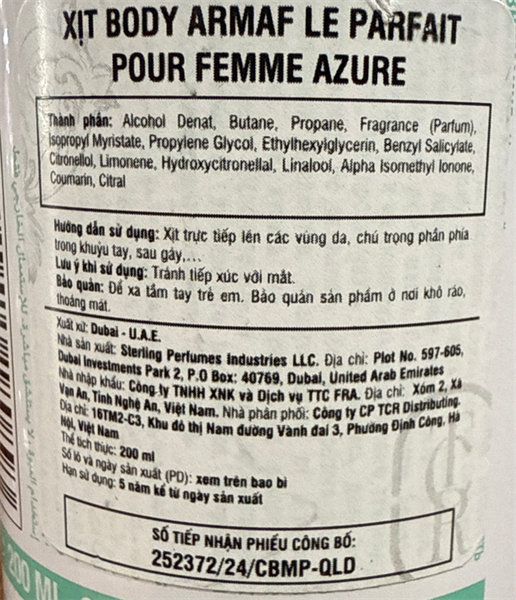 XỊT BODY ARMAF LE PARFAIT
POUR FEMME AZURE
Thành phần: Alcohol Denat, Butane, Propane, Fragrance (Parfum),
Isopropyl Myristate, Propylene Glycol, Ethylhexylglycerin, Benzyl Salicylate,
Citronellol, Limonene, Hydroxycitronellal, Linalool, Alpha Isomethyl Ionone,
Coumarin, Citral
Hướng dẫn sử dụng: Xịt trực tiếp lên các vùng da, chú trọng phần phía
trong khuỷu tay, sau gáy,...
Lưu ý khi sử dụng: Tránh tiếp xúc với mắt.
Bảo quản: Để xa tầm tay trẻ em. Bảo quản sản phẩm ở nơi khô ráo,
thoáng mát.
Xuất xứ: Dubai - U.A.E.
Nhà sản xuất: Sterling Perfumes Industries LLC. Địa chỉ: Plot No. 597-605,
Dubai Investments Park 2, P.O Box: 40769, Dubai, United Arab Emirates
Nhà nhập khẩu: Công ty TNHH XNK và Dịch vụ TTC FRA. Địa chỉ: Xóm 2, Xã
Vạn An, Tỉnh Nghệ An, Việt Nam. Nhà phân phối: Công ty CP TCR Distributing.
Địa chỉ: 16TM2-C3, Khu đô thị Nam đường Vành đai 3, Phường Định Công, Hà
Nội, Việt Nam
Thể tích thực: 200 ml
Số lô và ngày sản xuất (PD): xem trên bao bì
Hạn sử dụng: 5 năm kể từ ngày sản xuất
SỐ TIẾP NHẬN PHIẾU CÔNG BỐ:
252372/24/CBMP-QLD
200 ML